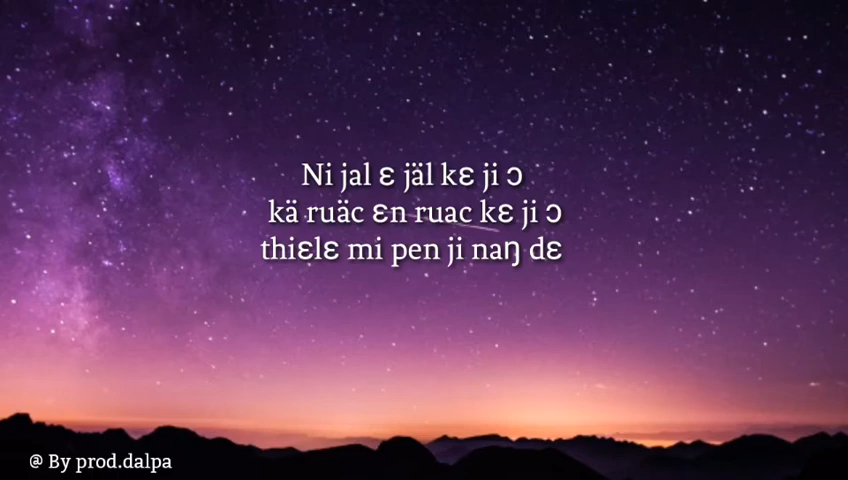 Ni jal ɛ jäl kɛ ji ɔ
kä ruäc ɛn ruac kɛ ji ɔ
thiɛlɛ mi pen ji naŋ dɛ
@ By prod.dalpa